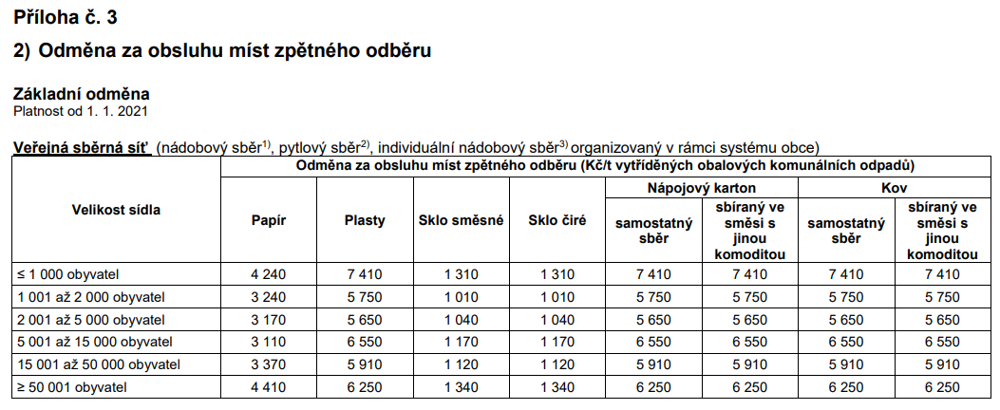 Příloha č. 3
2) Odměna za obsluhu míst zpětného odběru
Základní odměna
Platnost od 1. 1. 2021
Veřejná sběrná síť (nádobový sběr1), pytlový sběr2), individuální nádobový sběr3) organizovaný v rámci systému obce)
Velikost sídla
Odměna za obsluhu míst zpětného odběru (Kč/t vytříděných obalových komunálních odpadů)
Papír
Plasty
Sklo směsné
Sklo čiré
Nápojový karton
Kov
samostatný
sběr
sbíraný ve
směsi s
jinou
komoditou
samostatný
sběr
sbíraný ve
směsi s
jinou
komoditou
≤ 1 000 obyvatel 4 240 7 410 1 310 1 310 7 410 7 410 7 410 7 410
1 001 až 2 000 obyvatel 3 240 5 750 1 010 1 010 5 750 5 750 5 750 5 750
2 001 až 5 000 obyvatel 3 170 5 650 1 040 1 040 5 650 5 650 5 650 5 650
5 001 až 15 000 obyvatel 3 110 6 550 1 170 1 170 6 550 6 550 6 550 6 550
15 001 až 50 000 obyvatel 3 370 5 910 1 120 1 120 5 910 5 910 5 910 5 910
≥ 50 001 obyvatel 4 410 6 250 1 340 1 340 6 250 6 250 6 250 6 250